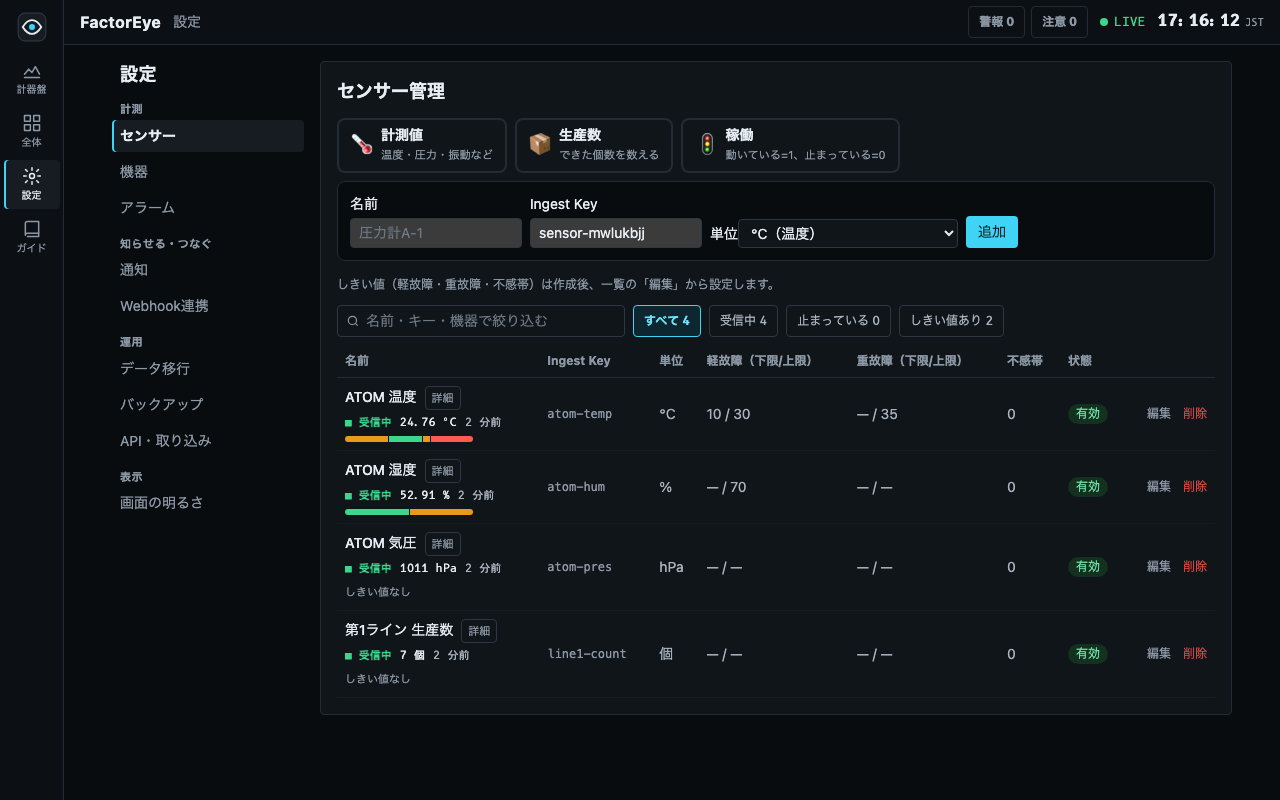 FactorEye 設定
警報 0 注意 0 LIVE 17:16:12 JST
計器盤
全体
設定
ガイド
設定
計測
センサー
機器
アラーム
知らせる・つなぐ
通知
Webhook連携
運用
データ移行
バックアップ
API・取り込み
表示
画面の明るさ
センサー管理
計測値
温度・圧力・振動など
生産数
できた個数を数える
稼働
動いている=1、止まっている=0
名前 Ingest Key
圧力計A-1 sensor-mwlukbjj 単位 °C（温度） 追加
しきい値（軽故障・重故障・不感帯）は作成後、一覧の「編集」から設定します。
名前・キー・機器で絞り込む すべて 4 受信中 4 止まっている 0 しきい値あり 2
名前 Ingest Key 単位 軽故障（下限/上限） 重故障（下限/上限） 不感帯 状態
ATOM 温度 詳細
受信中 24.76 °C 2 分前
atom-temp °C 10 / 30 — / 35 0 有効 編集 削除
ATOM 湿度 詳細
受信中 52.91 % 2 分前
atom-hum % — / 70 — / — 0 有効 編集 削除
ATOM 気圧 詳細
受信中 1011 hPa 2 分前
しきい値なし
atom-pres hPa — / — — / — 0 有効 編集 削除
第1ライン 生産数 詳細
受信中 7 個 2 分前
しきい値なし
line1-count 個 — / — — / — 0 有効 編集 削除